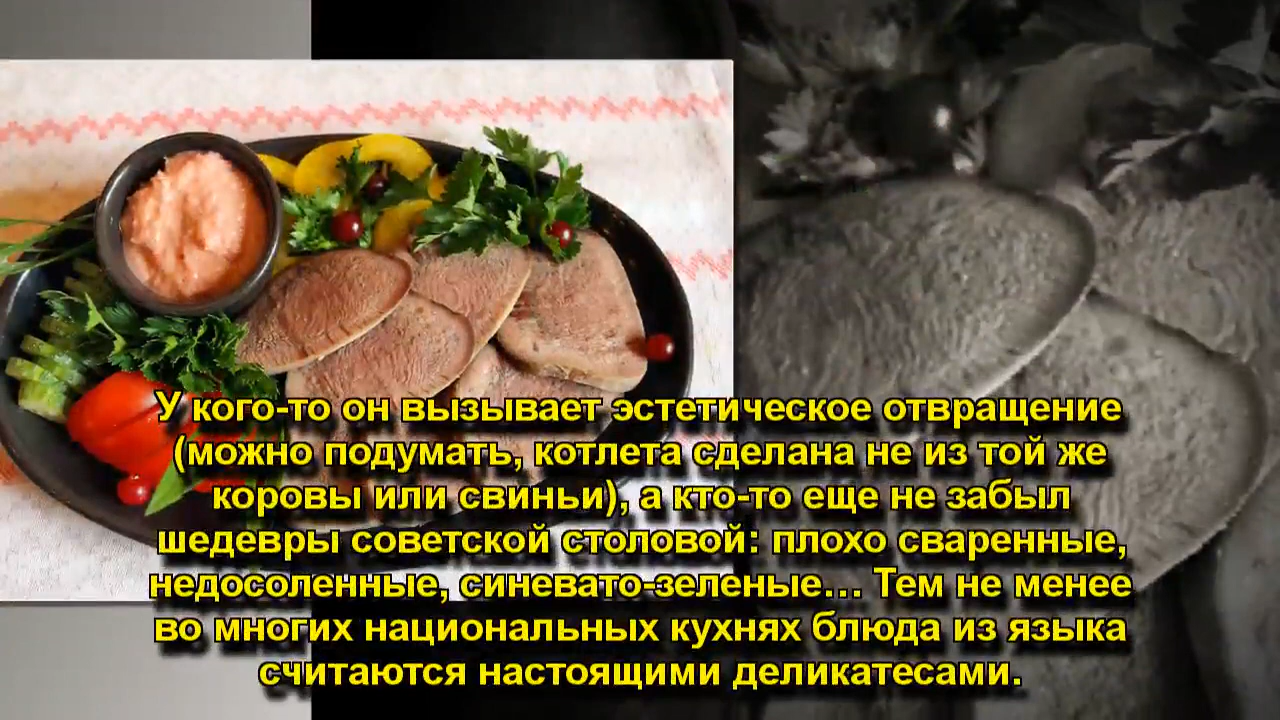 У кого-то он вызывает эстетическое отвращение
(можно подумать, котлета сделана не из той же
коровы или свиньи), а кто-то еще не забыл
шедевры советской столовой: плохо сваренные,
недосоленные, синевато-зеленые… Тем не менее
во многих национальных кухнях блюда из языка
считаются настоящими деликатесами.